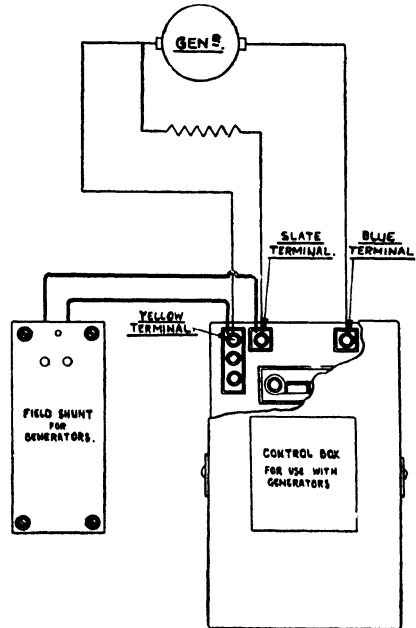 GEN R.
SLATE
TERMINAL.
BLUE
TERMINAL
YELLOW
TERMINAL.
FIELD SHUNT
FOR
GENERATORS.
CONTROL BOX
FOR USE WITH
GENERATORS